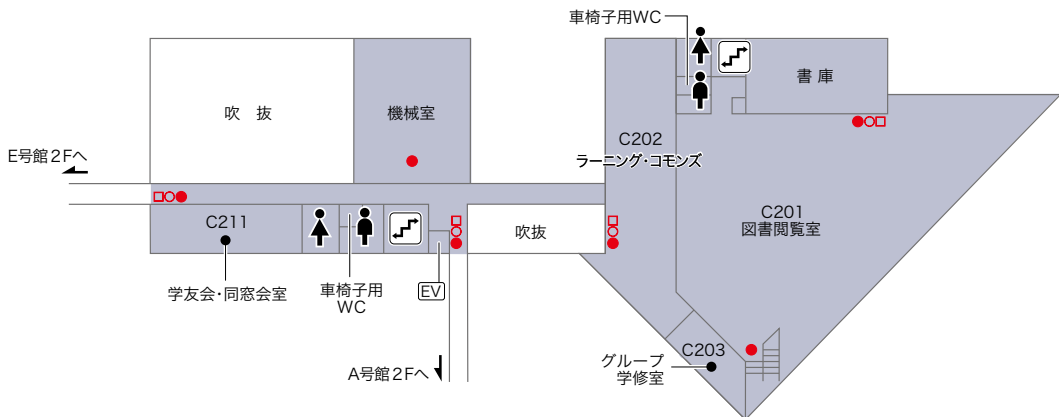 車椅子用WC
書庫
吹抜
機械室
C202
ラーニング・コモンズ
E号館2Fへ
C211
C201
図書閲覧室
吹抜
学友会・同窓会室
車椅子用
WC
EV
C203
グループ
学修室
A号館2Fへ